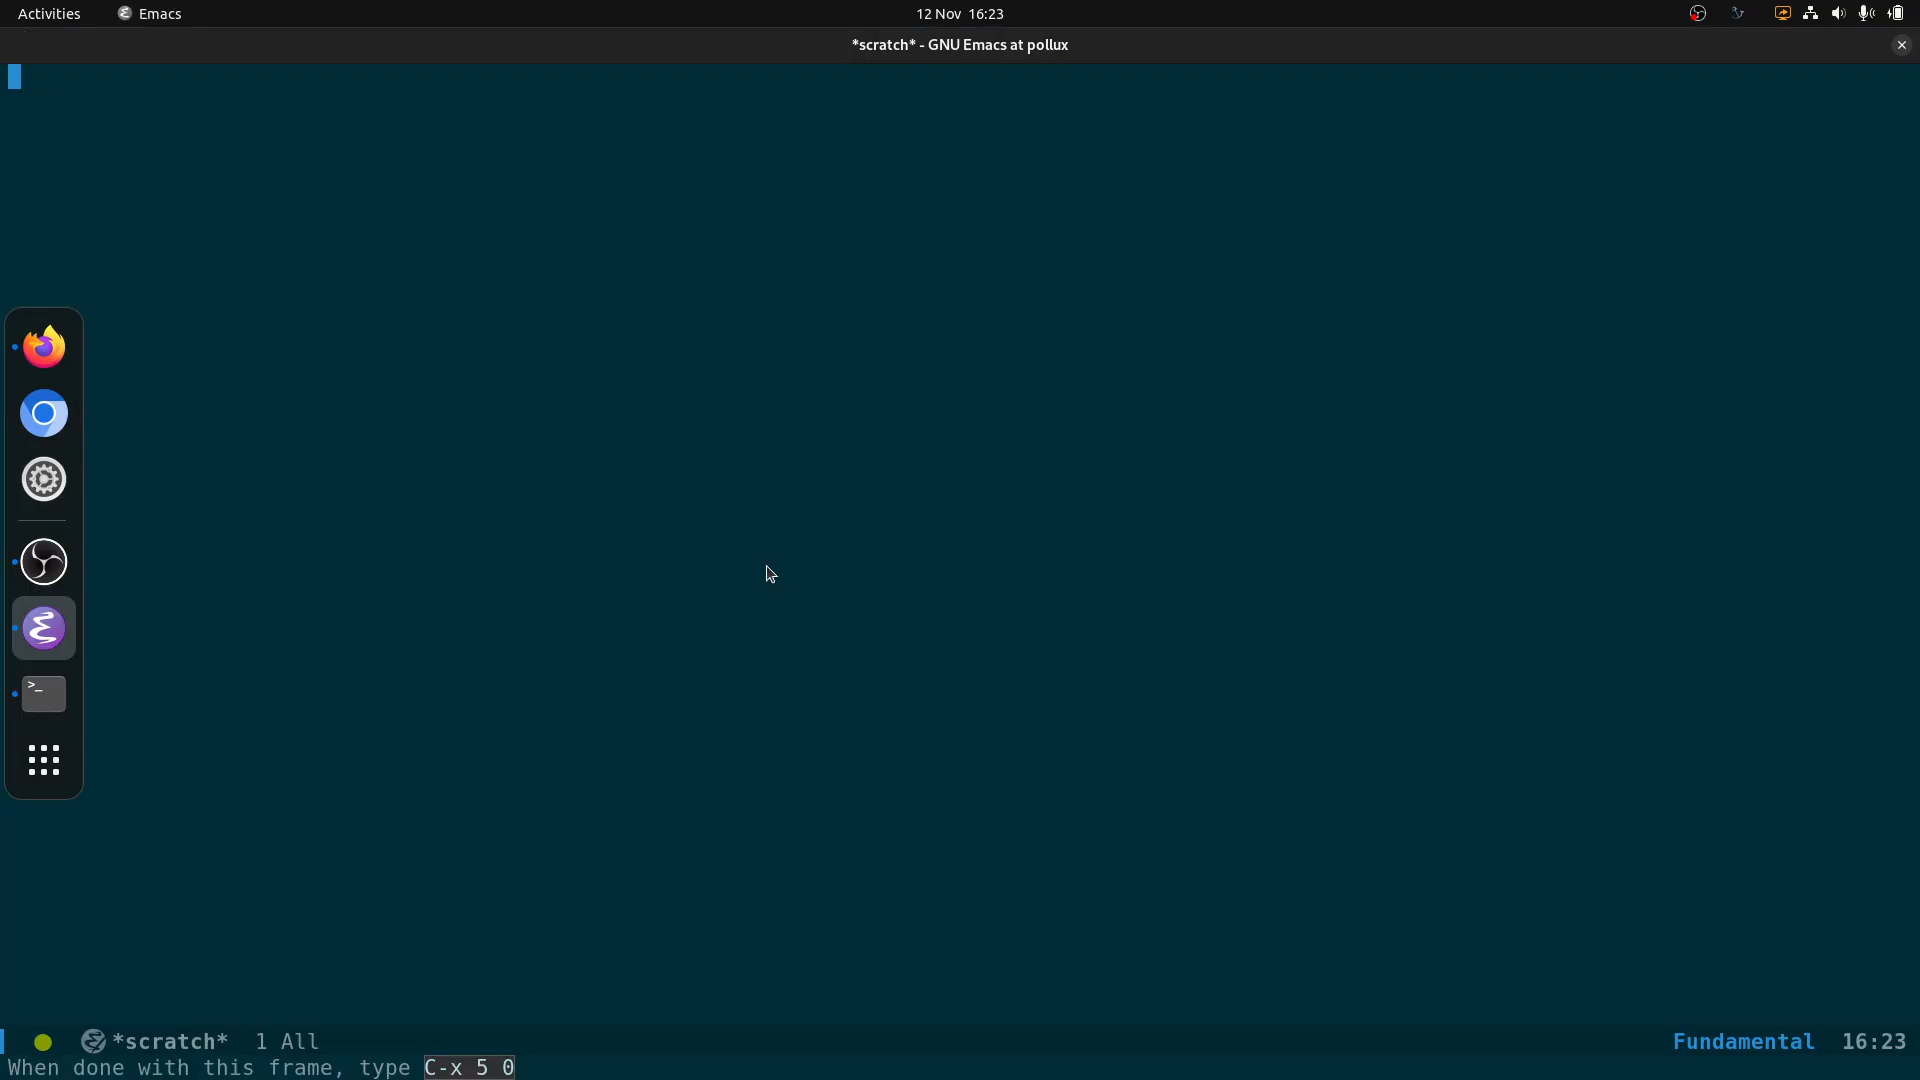 Activities Emacs 12 Nov 16:23
*scratch* - GNU Emacs at pollux
>_
*scratch* 1 All Fundamental 16:23
When done with this frame, type C-x 5 0